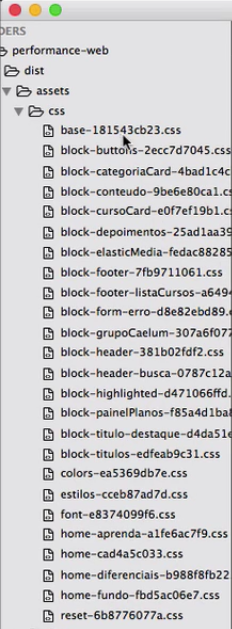 DERS
performance-web
dist
assets
css
base-181543cb23.css
block-buttons-2ecc7d7045.css
block-categoriaCard-4bad1c4c
block-conteudo-9be6e80ca1.cs
block-cursoCard-e0f7ef19b1.cs
block-depoimentos-25ad1aa39
block-elasticMedia-fedac88285
block-footer-7fb9711061.css
block-footer-listaCursos-a6494
block-form-erro-d8e82ebd89.c
block-grupoCaelum-307a6f077
block-header-381b02fdf2.css
block-header-busca-0787c12a
block-highlighted-d471066ffd.
block-painelPlanos-f85a4d1ba8
block-titulo-destaque-d4da51e
block-titulos-edfeab9c31.css
colors-ea5369db7e.css
estilos-cceb87ad7d.css
font-e8374099f6.css
home-aprenda-a1fe6ac7f9.css
home-cad4a5c033.css
home-diferenciais-b988f8fb22
home-fundo-fbd5ac06e7.css
reset-6b8776077a.css